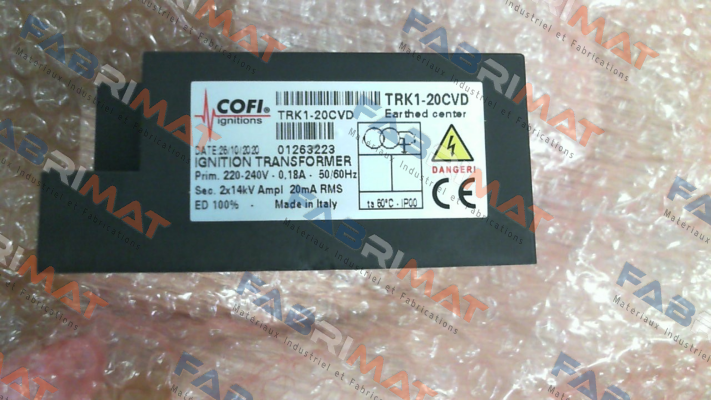 COFI® ignitions
TRK1-20CVD
TRK1-20CVD
Earthed center
DATE:26/10/2020 01263223
IGNITION TRANSFORMER
Prim. 220-240V - 0,18A - 50/60Hz
Sec. 2x14kV Ampl 20mA RMS
ED 100% - Made in Italy
ta 60°C - IP00
DANGER!
CE
FABRIMAT
Matériaux Industriel et Fabrications